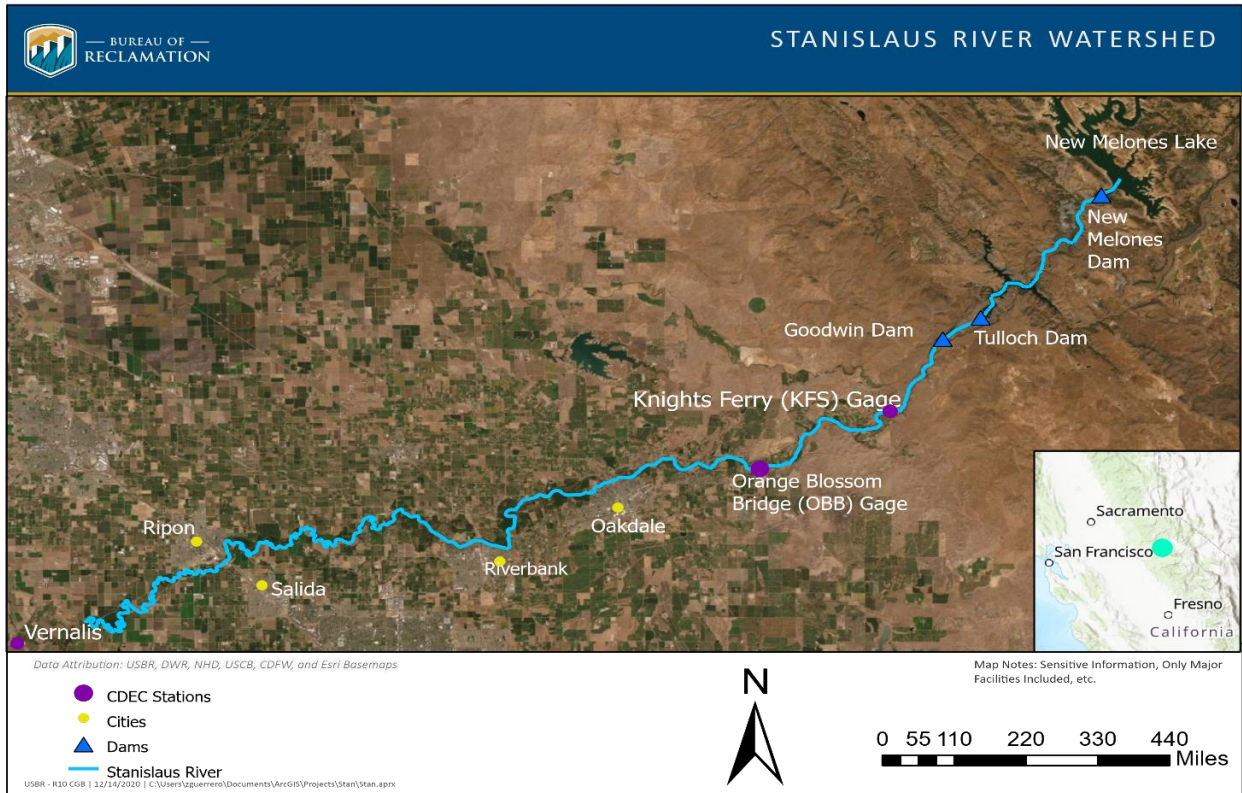 BUREAU OF
RECLAMATION
STANISLAUS RIVER WATERSHED
New Melones Lake
New
Melones
Dam
Goodwin Dam
Tulloch Dam
Knights Ferry (KFS) Gage
Orange Blossom
Bridge (OBB) Gage
Oakdale
Ripon
Riverbank
Salida
Vernalis
Sacramento
San Francisco
Fresno
California
Data Attribution: USBR, DWR, NHD, USCB, CDFW, and Esri Basemaps
Map Notes: Sensitive Information, Only Major
Facilities Included, etc.
CDEC Stations
Cities
Dams
Stanislaus River
N
0 55 110 220 330 440
Miles
USBR - R10 CGB | 12/14/2020 | C:\Users\zguerrero\Documents\ArcGIS\Projects\Stan\Stan.aprx